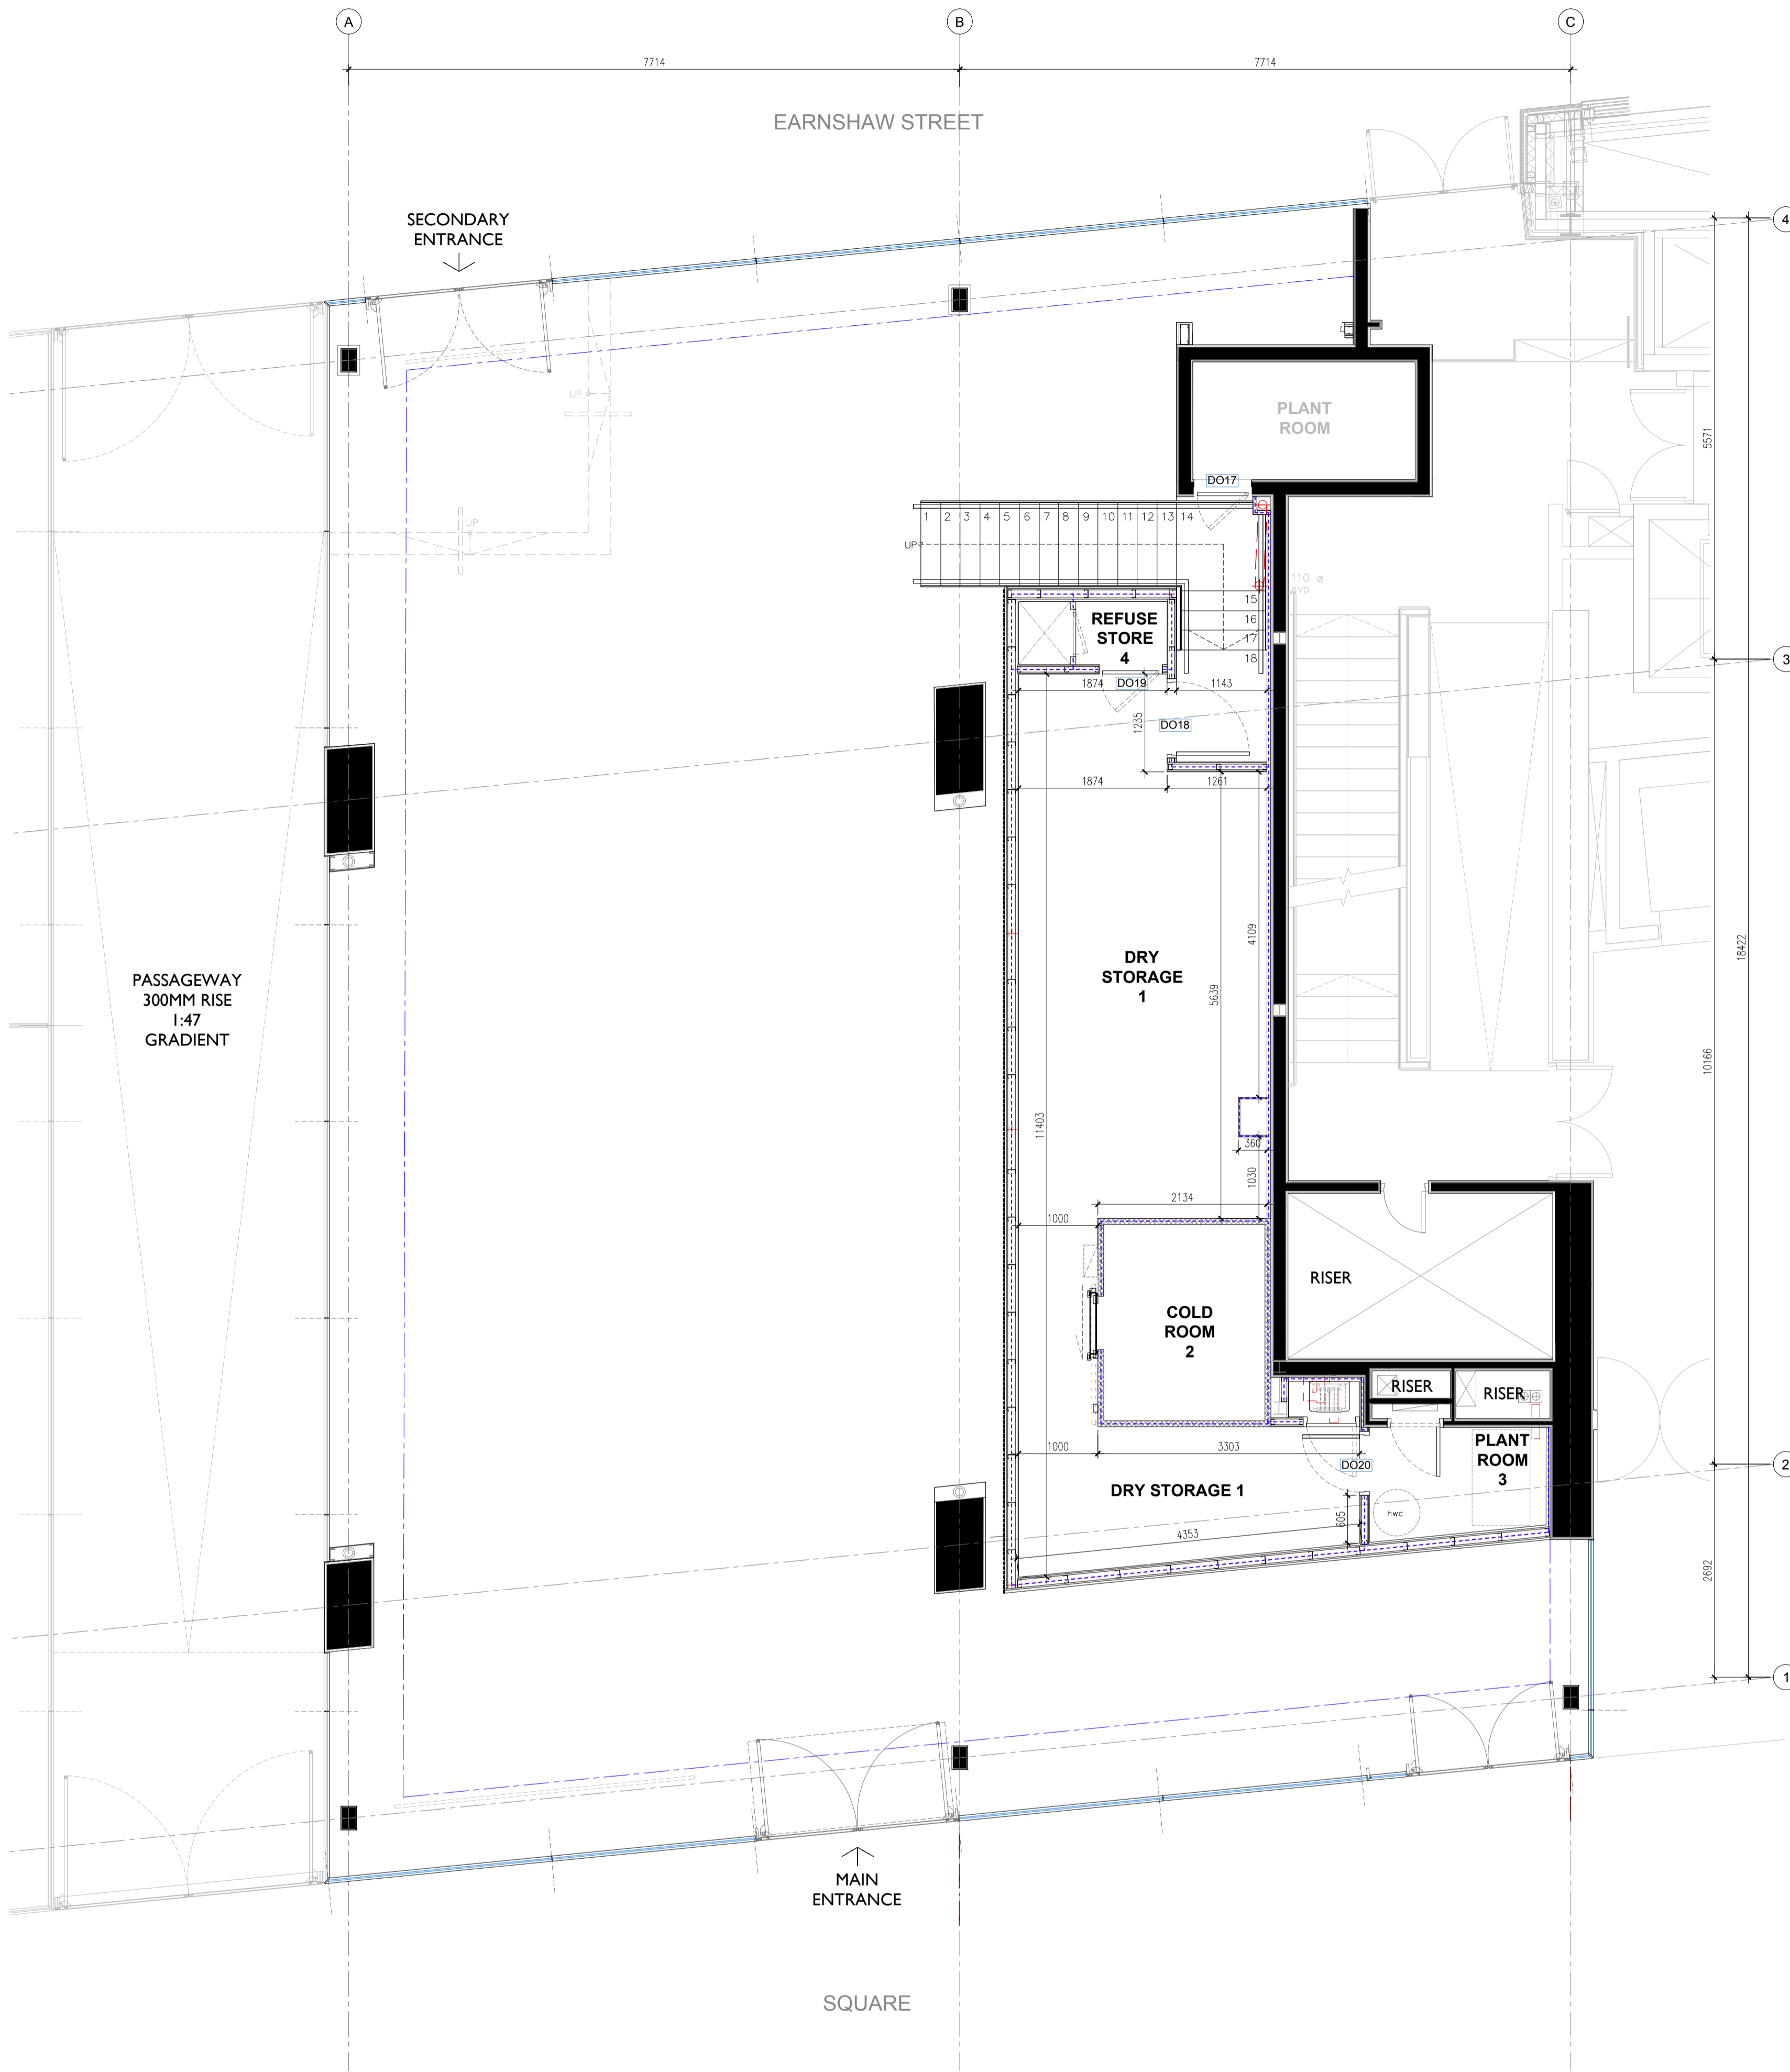 A
B
C
7714
7714
EARNSHAW STREET
4
SECONDARY
ENTRANCE
UP
PLANT
ROOM
5571
DO17
1 2 3 4 5 6 7 8 9 10 11 12 13 14
UP
UP
110 ø
svp
15
16
17
18
REFUSE
STORE
4
3
1874
DO19
1143
1235
DO18
1874
1261
4109
18422
DRY
STORAGE
1
5639
PASSAGEWAY
300MM RISE
1:47
GRADIENT
10166
11403
360
1030
2134
1000
RISER
COLD
ROOM
2
RISER
RISER
1000
3303
PLANT
ROOM
3
DO20
2
DRY STORAGE 1
hwc
605
4353
2692
1
MAIN
ENTRANCE
SQUARE